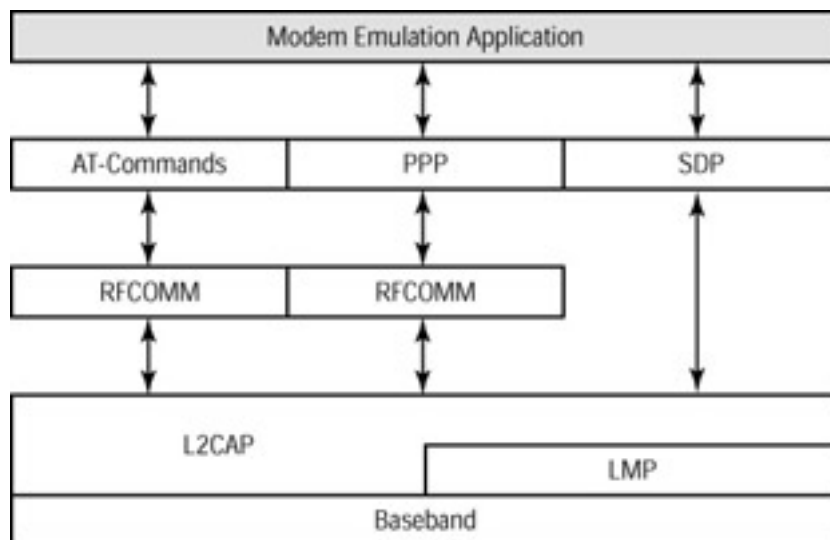 Modem Emulation Application
AT-Commands
PPP
SDP
RFCOMM
RFCOMM
L2CAP
LMP
Baseband